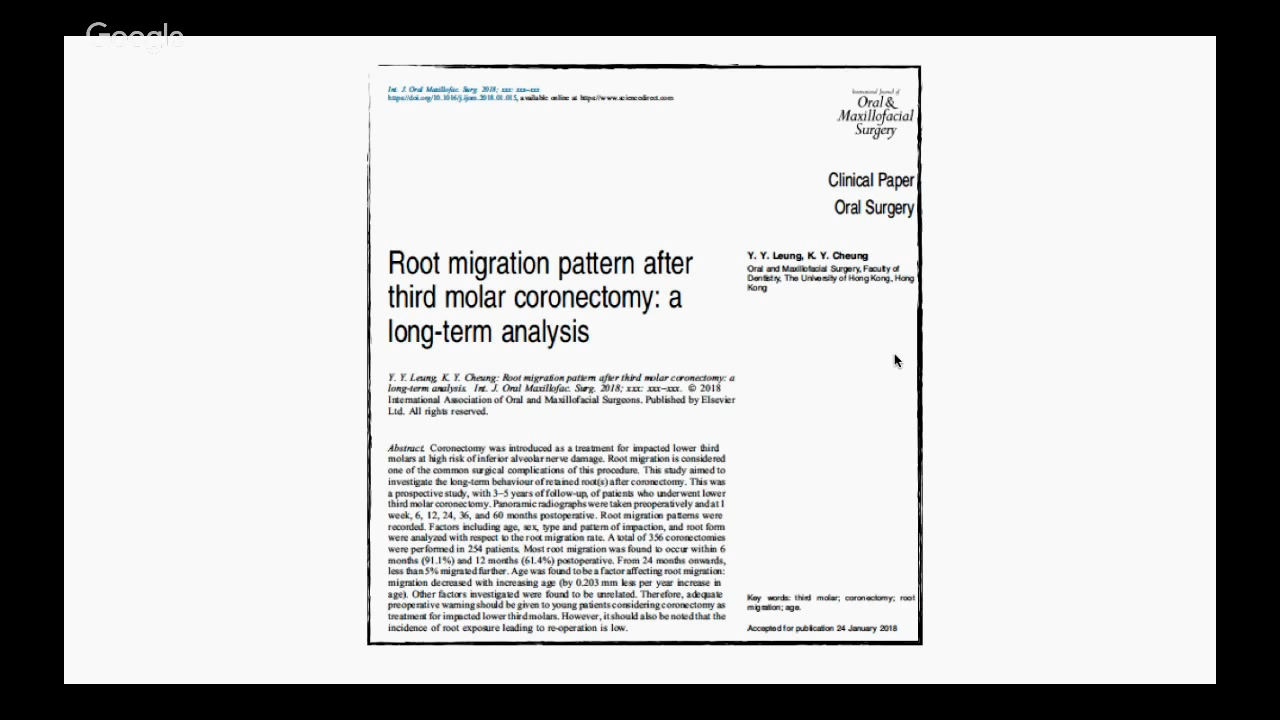 Google
Int. J. Oral Maxillofac. Surg. 2018; xxx: xxx–xxx
https://doi.org/10.1016/j.ijom.2018.01.015, available online at https://www.sciencedirect.com
International Journal of
Oral &
Maxillofacial
Surgery
Clinical Paper
Oral Surgery
Root migration pattern after
third molar coronectomy: a
long-term analysis
Y. Y. Leung, K. Y. Cheung
Oral and Maxillofacial Surgery, Faculty of
Dentistry, The University of Hong Kong, Hong
Kong
Y. Y. Leung, K. Y. Cheung: Root migration pattern after third molar coronectomy: a
long-term analysis. Int. J. Oral Maxillofac. Surg. 2018; xxx: xxx–xxx. © 2018
International Association of Oral and Maxillofacial Surgeons. Published by Elsevier
Ltd. All rights reserved.
Abstract. Coronectomy was introduced as a treatment for impacted lower third
molars at high risk of inferior alveolar nerve damage. Root migration is considered
one of the common surgical complications of this procedure. This study aimed to
investigate the long-term behaviour of retained root(s) after coronectomy. This was
a prospective study, with 3–5 years of follow-up, of patients who underwent lower
third molar coronectomy. Panoramic radiographs were taken preoperatively and at 1
week, 6, 12, 24, 36, and 60 months postoperative. Root migration patterns were
recorded. Factors including age, sex, type and pattern of impaction, and root form
were analyzed with respect to the root migration rate. A total of 356 coronectomies
were performed in 254 patients. Most root migration was found to occur within 6
months (91.1%) and 12 months (61.4%) postoperative. From 24 months onwards,
less than 5% migrated further. Age was found to be a factor affecting root migration:
migration decreased with increasing age (by 0.203 mm less per year increase in
age). Other factors investigated were found to be unrelated. Therefore, adequate
preoperative warning should be given to young patients considering coronectomy as
treatment for impacted lower third molars. However, it should also be noted that the
incidence of root exposure leading to re-operation is low.
Key words: third molar; coronectomy; root
migration; age.
Accepted for publication 24 January 2018